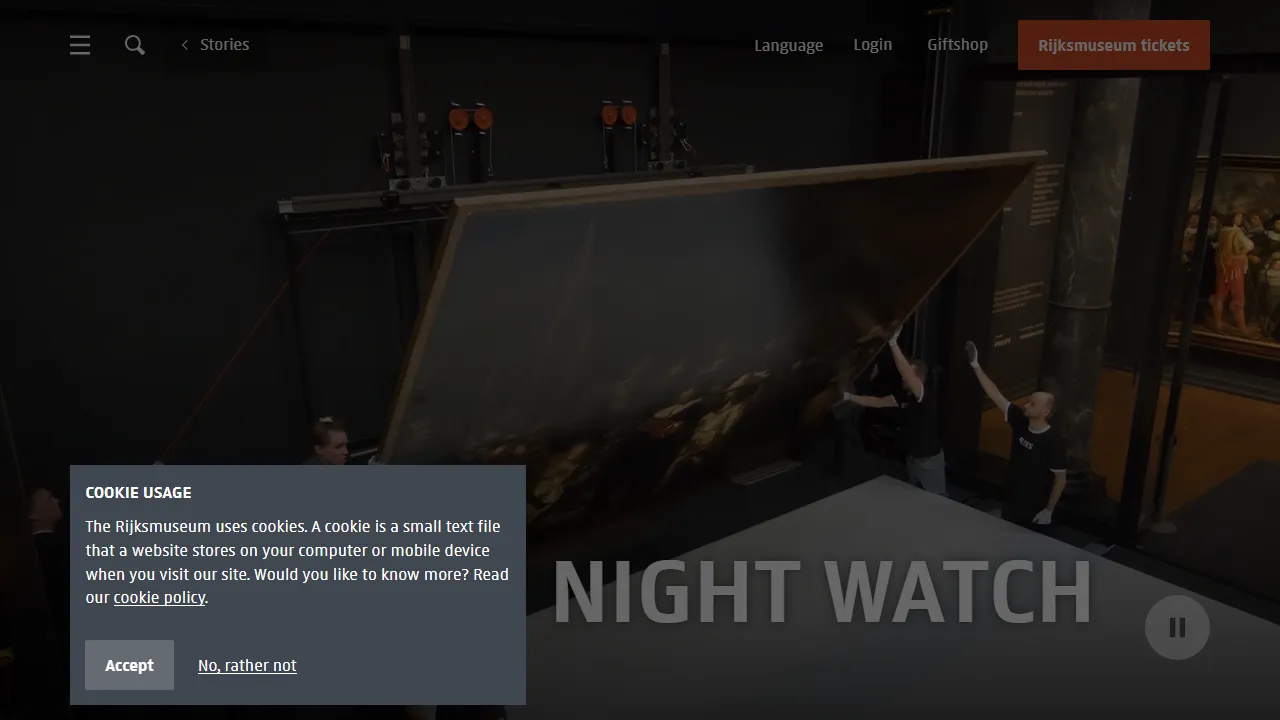 Stories
Language
Login
Giftshop
Rijksmuseum tickets
NIGHT WATCH
COOKIE USAGE
The Rijksmuseum uses cookies. A cookie is a small text file
that a website stores on your computer or mobile device
when you visit our site. Would you like to know more? Read
our cookie policy.
Accept
No, rather not